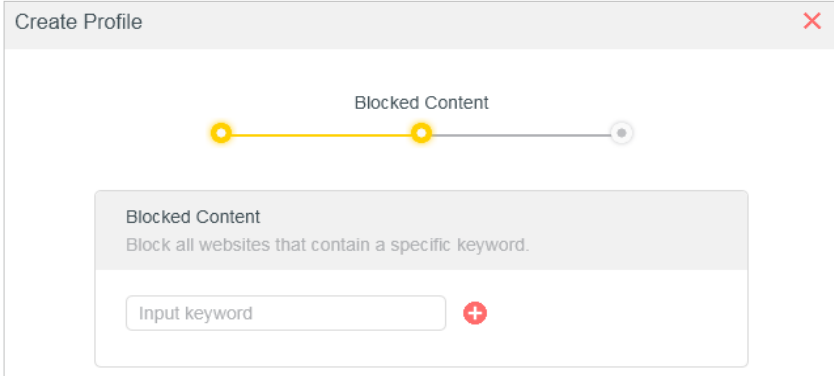 Create Profile
Blocked Content
Blocked Content
Block all websites that contain a specific keyword.
Input keyword